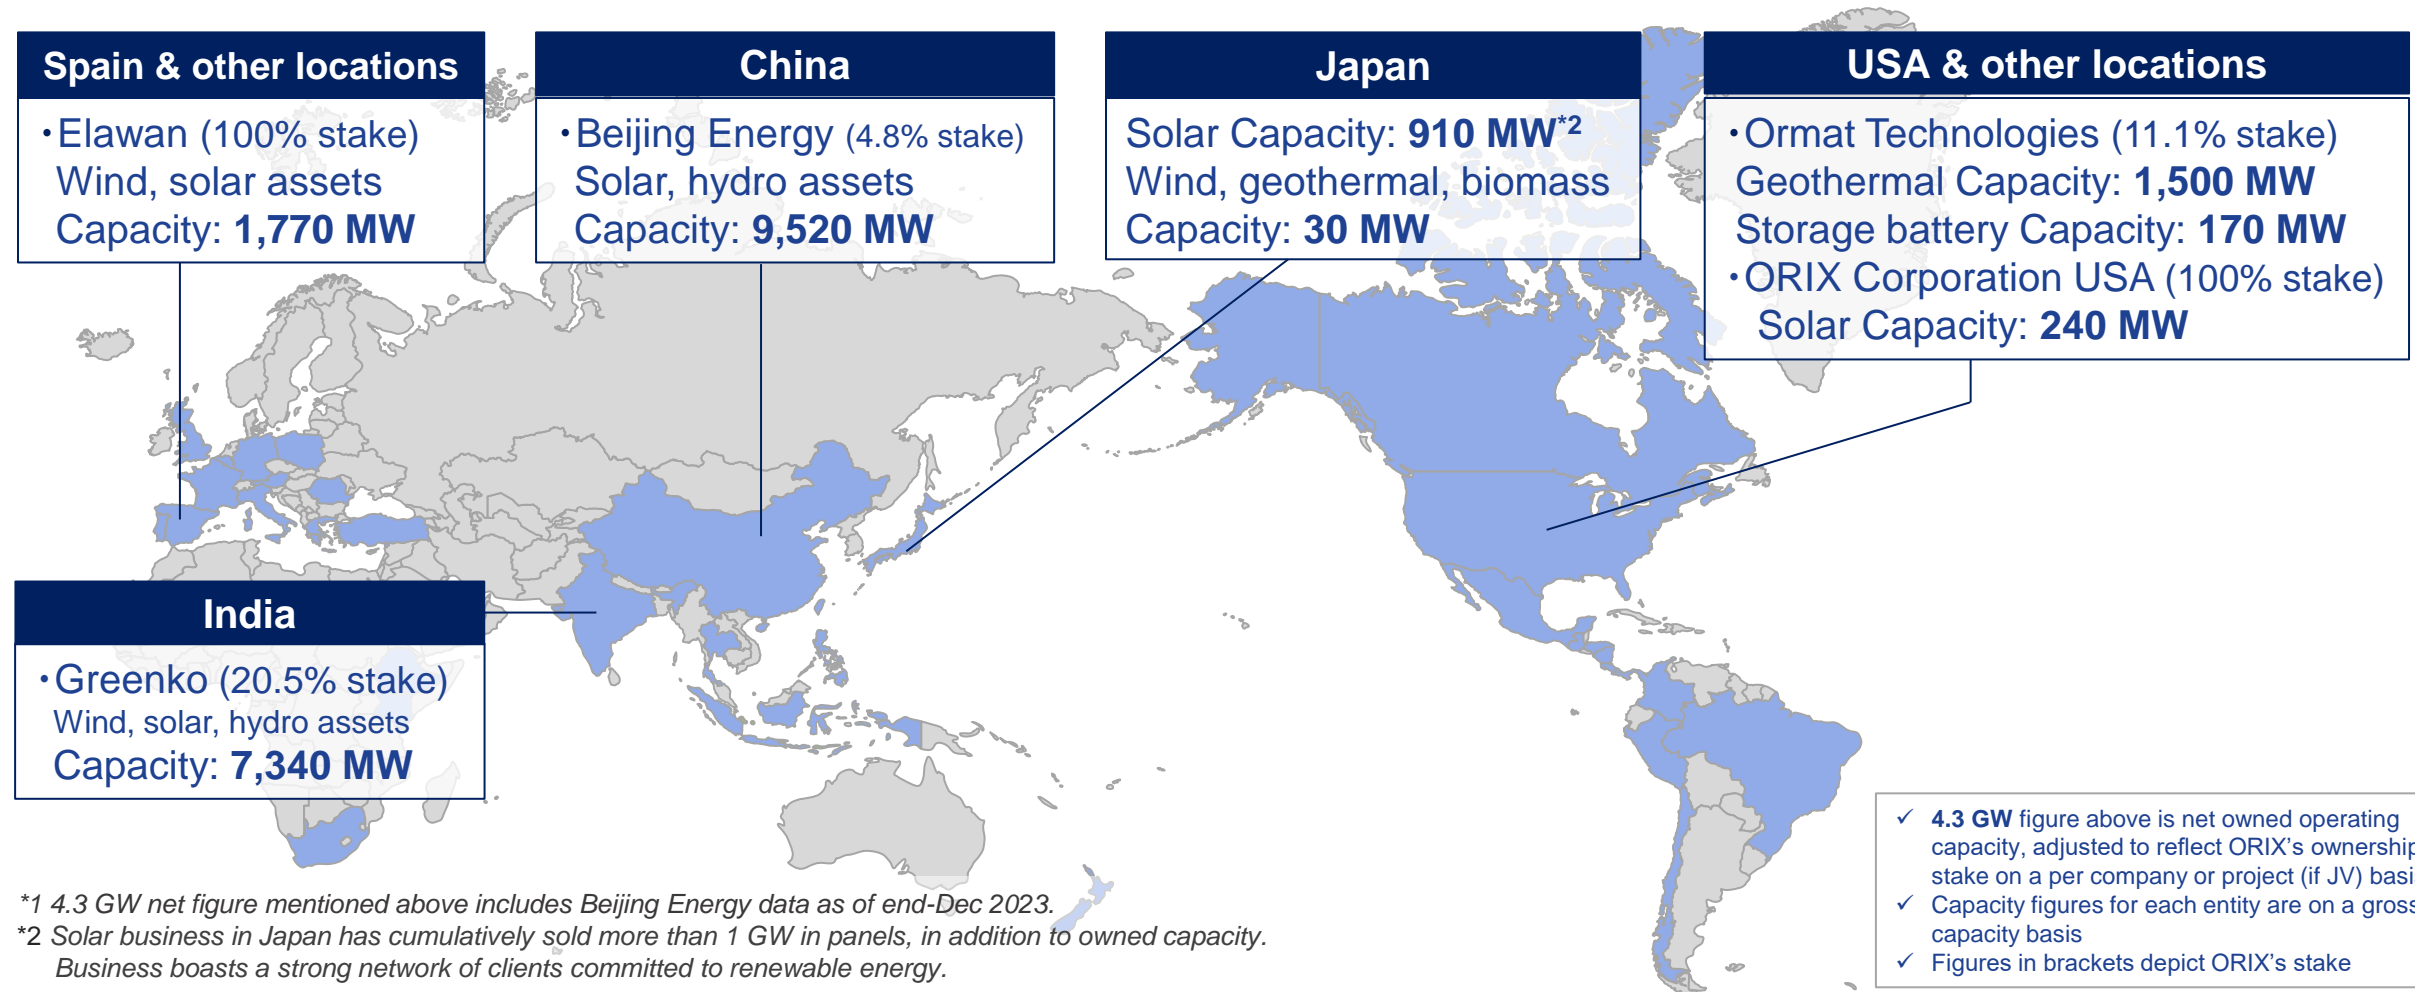 Spain & other locations
・Elawan (100% stake)
Wind, solar assets
Capacity: 1,770 MW
China
・Beijing Energy (4.8% stake)
Solar, hydro assets
Capacity: 9,520 MW
Japan
Solar Capacity: 910 MW*2
Wind, geothermal, biomass
Capacity: 30 MW
USA & other locations
・Ormat Technologies (11.1% stake)
Geothermal Capacity: 1,500 MW
Storage battery Capacity: 170 MW
・ORIX Corporation USA (100% stake)
Solar Capacity: 240 MW
India
・Greenko (20.5% stake)
Wind, solar, hydro assets
Capacity: 7,340 MW
✓ 4.3 GW figure above is net owned operating
capacity, adjusted to reflect ORIX's ownership
stake on a per company or project (if JV) basi
✓ Capacity figures for each entity are on a gross
capacity basis
✓ Figures in brackets depict ORIX's stake
*1 4.3 GW net figure mentioned above includes Beijing Energy data as of end-Dec 2023.
*2 Solar business in Japan has cumulatively sold more than 1 GW in panels, in addition to owned capacity.
Business boasts a strong network of clients committed to renewable energy.